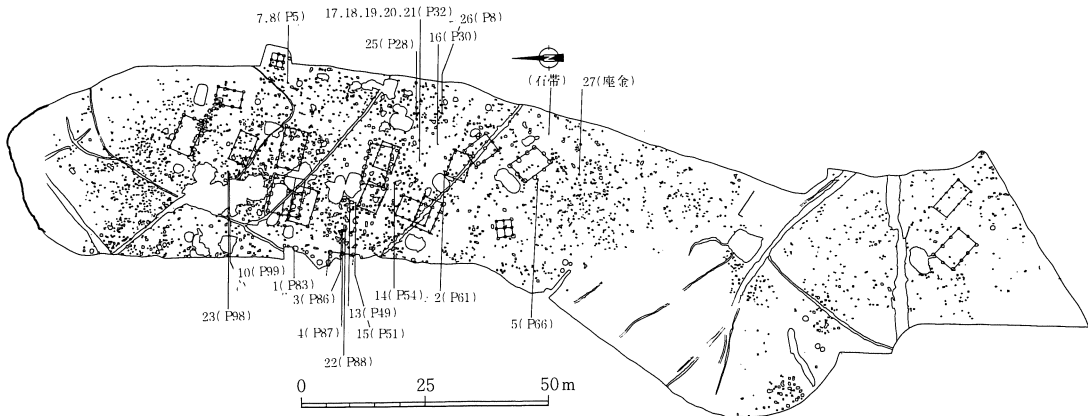 7.8(P5)
17.18.19.20.21(P32)
26(P8)
25(P28)
16(P30)
N
(石帯)
27(座金)
10(P99)
1(P83)
3(P86)
14(P54)
2(P61)
23(P98)
13(P49)
5(P66)
4(P87)
15(P51)
22(P88)
0 25 50m